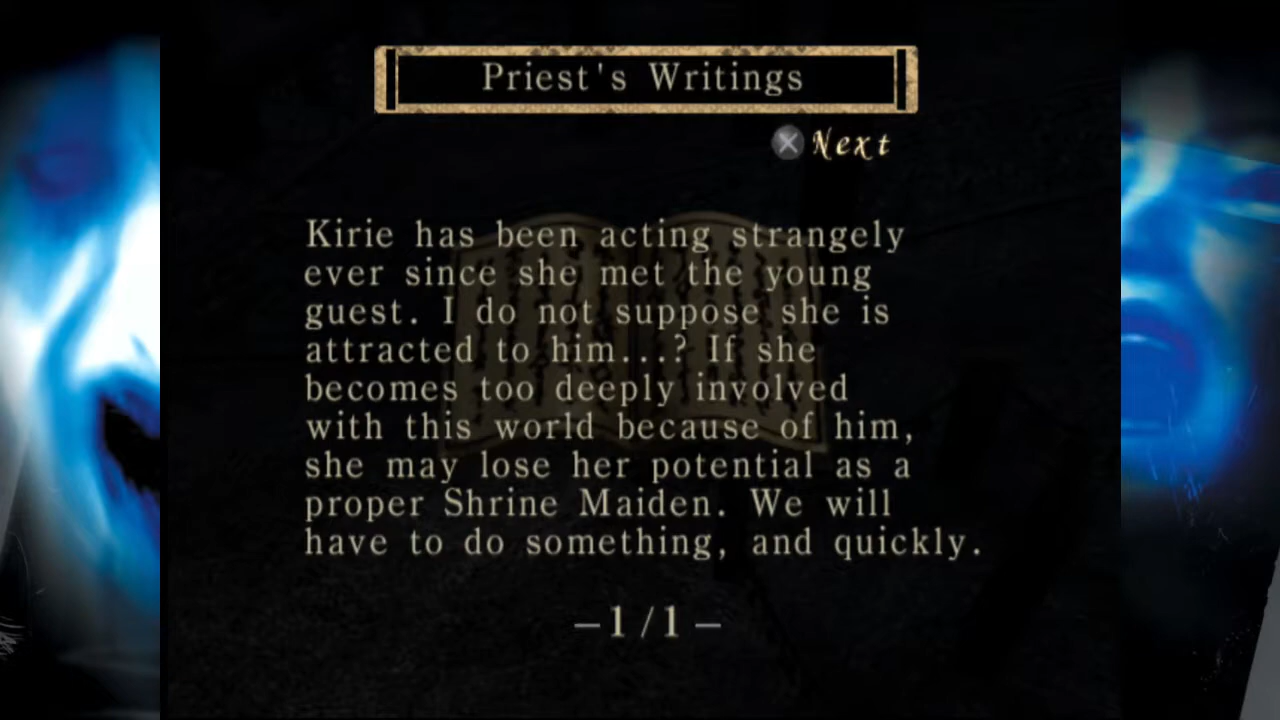 Priest's Writings
Next
Kirie has been acting strangely
ever since she met the young
guest. I do not suppose she is
attracted to him...? If she
becomes too deeply involved
with this world because of him,
she may lose her potential as a
proper Shrine Maiden. We will
have to do something, and quickly.
—1/1—